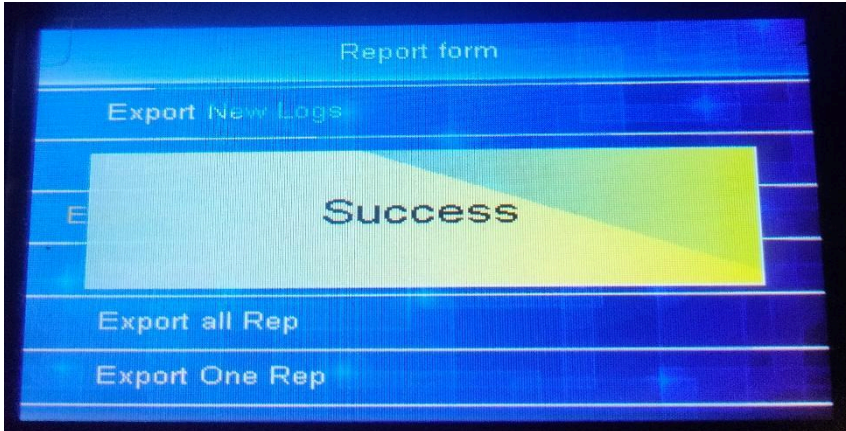 Report form
Export New Logs
Success
E
Export all Rep
Export One Rep